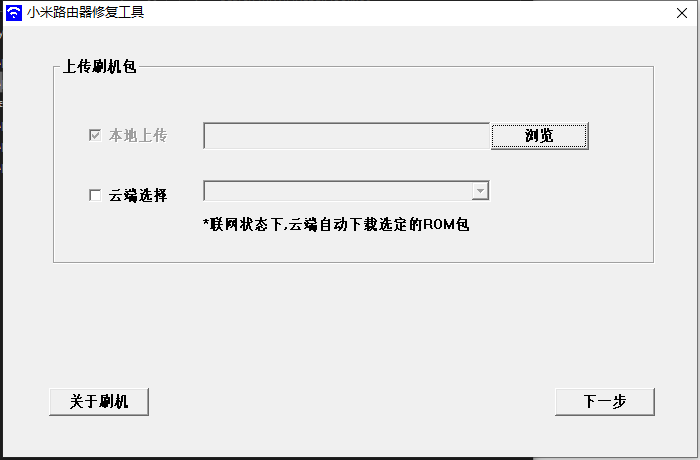 小米路由器修复工具
上传刷机包
本地上传
浏览
云端选择
*联网状态下,云端自动下载选定的ROM包
关于刷机
下一步